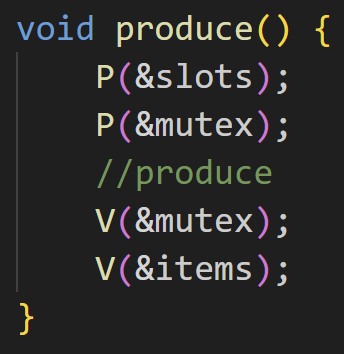 void produce() {
    P(&slots);
    P(&mutex);
    //produce
    V(&mutex);
    V(&items);
}